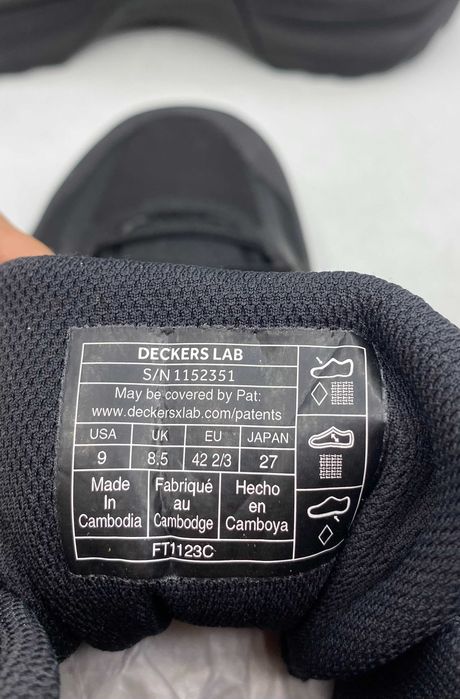 DECKERS LAB
S/N 1152351
May be covered by Pat:
www.deckersxlab.com/patents
USA UK EU JAPAN
9 8.5 42 2/3 27
Made In Cambodia
Fabriqué au Cambodge
Hecho en Camboya
FT1123C